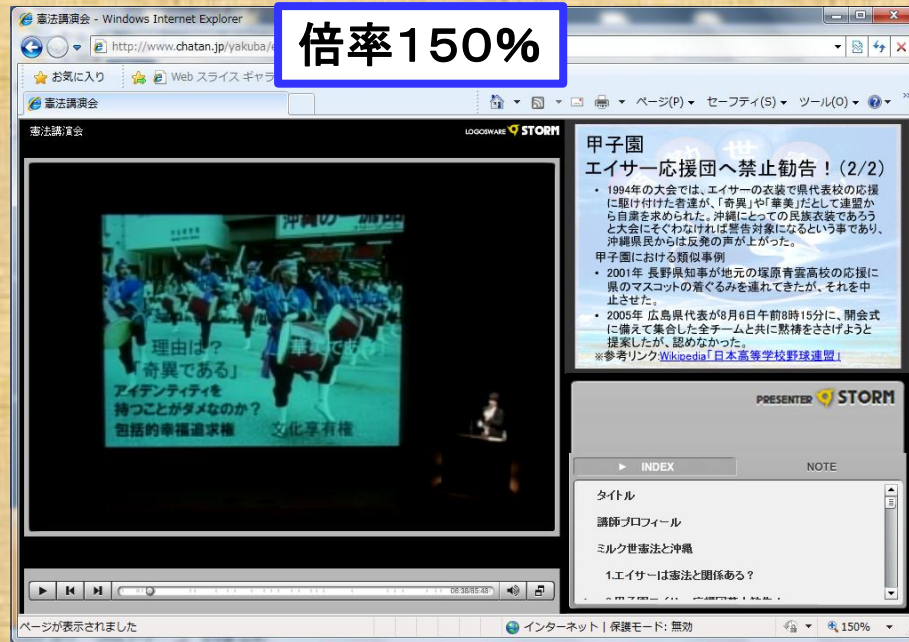 憲法講演会 - Windows Internet Explorer
倍率150%
http://www.chatan.jp/yakuba/
お気に入り
Web スライス ギャラ
憲法講演会
ページ(P)
セーフティ(S)
ツール(O)
憲法講演会
LOGOSWARE STORM
沖縄の
理由は? 華美であ
「奇異である」
アイデンティティを
持つことがダメなのか?
包括的幸福追求権 文化享有権
甲子園
エイサー応援団へ禁止勧告!(2/2)
・ 1994年の大会では、エイサーの衣装で県代表校の応援
に駆け付けた者達が、「奇異」や「華美」だとして連盟か
ら自粛を求められた。沖縄にとっての民族衣装であろう
と大会にそぐわなければ警告対象になるという事であり、
沖縄県民からは反発の声が上がった。
甲子園における類似事例
・ 2001年 長野県知事が地元の塚原青雲高校の応援に
県のマスコットの着ぐるみを連れてきたが、それを中
止させた。
・ 2005年 広島県代表が8月6日午前8時15分に、開会式
に備えて集合した全チームと共に黙祷をささげようと
提案したが、認めなかった。
※参考リンク:Wikipedia「日本高等学校野球連盟」
PRESENTER STORM
INDEX
NOTE
タイトル
講師プロフィール
ミルク世憲法と沖縄
1.エイサーは憲法と関係ある?
06:38/65:48
ページが表示されました
インターネット | 保護モード: 無効
150%